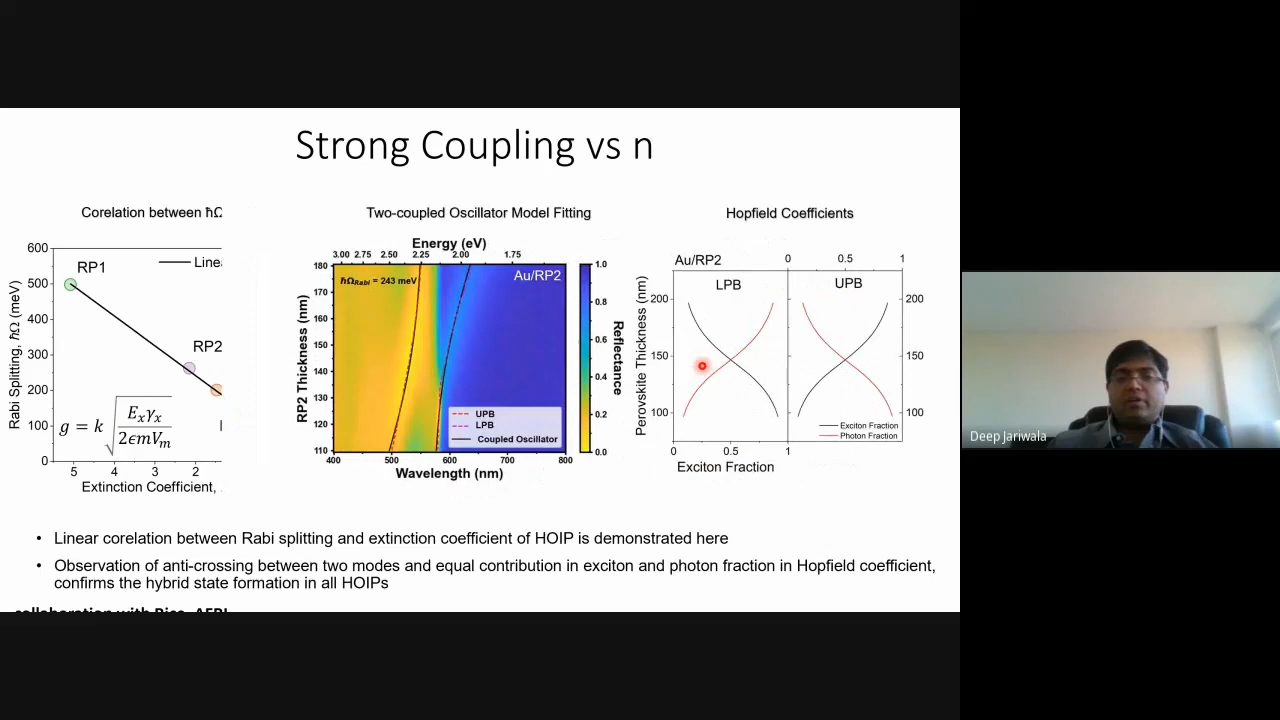 Strong Coupling vs n
Corelation between ħΩ
600
500
400
300
200
100
0
Rabi Splitting, ħΩ (meV)
RP1
RP2
g = k √ Eₓγₓ / 2ϵmVₘ
5 4 3 2
Extinction Coefficient,
Two-coupled Oscillator Model Fitting
Energy (eV)
3.00 2.75 2.50 2.25 2.00 1.75
ħΩRabi = 243 meV
Au/RP2
180
170
160
150
140
130
120
110
RP2 Thickness (nm)
UPB
LPB
Coupled Oscillator
400 500 600 700 800
Wavelength (nm)
1.0
0.8
0.6
0.4
0.2
0.0
Reflectance
Hopfield Coefficients
Au/RP2
0 0.5 1
LPB
UPB
200
150
100
Perovskite Thickness (nm)
200
150
100
Exciton Fraction
Photon Fraction
0 0.5 1
Exciton Fraction
• Linear corelation between Rabi splitting and extinction coefficient of HOIP is demonstrated here
• Observation of anti-crossing between two modes and equal contribution in exciton and photon fraction in Hopfield coefficient,
confirms the hybrid state formation in all HOIPs
Deep Jariwala